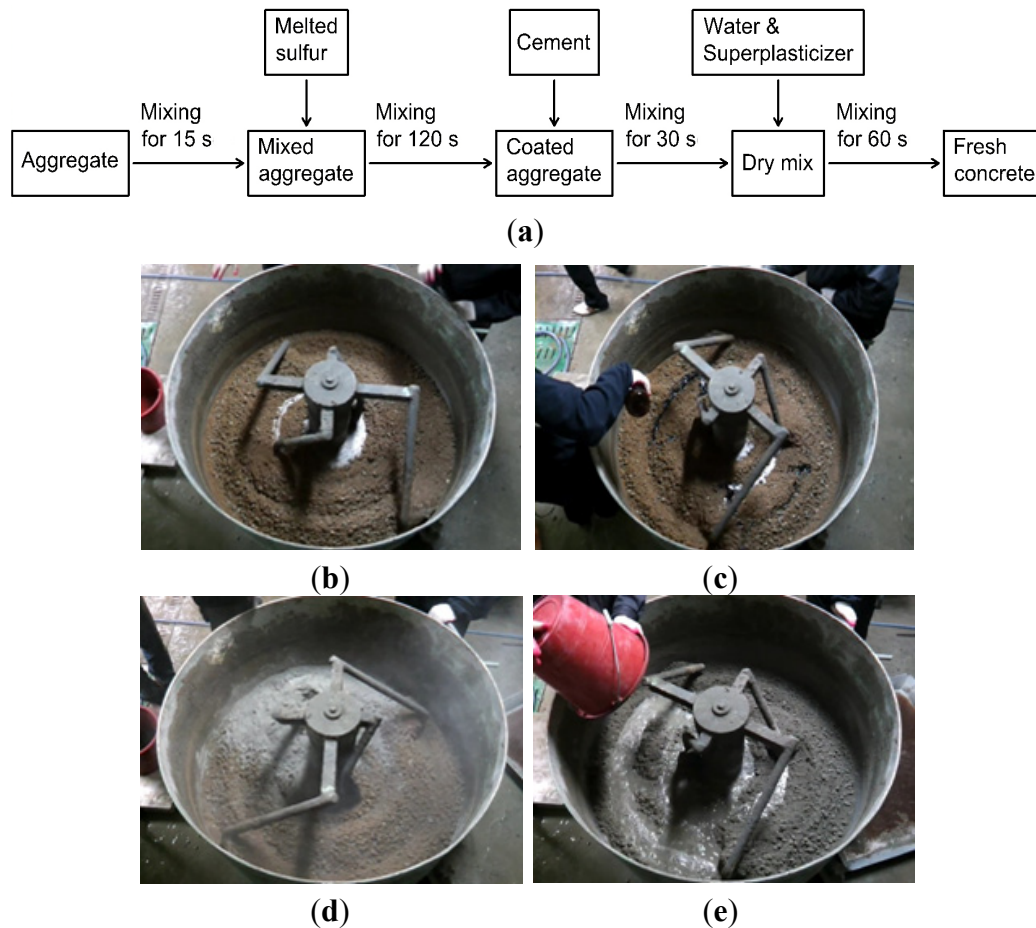 Melted
sulfur
Cement
Water &
Superplasticizer
Aggregate
Mixing
for 15 s
Mixed
aggregate
Mixing
for 120 s
Coated
aggregate
Mixing
for 30 s
Dry mix
Mixing
for 60 s
Fresh
concrete
(a)
(b)
(c)
(d)
(e)